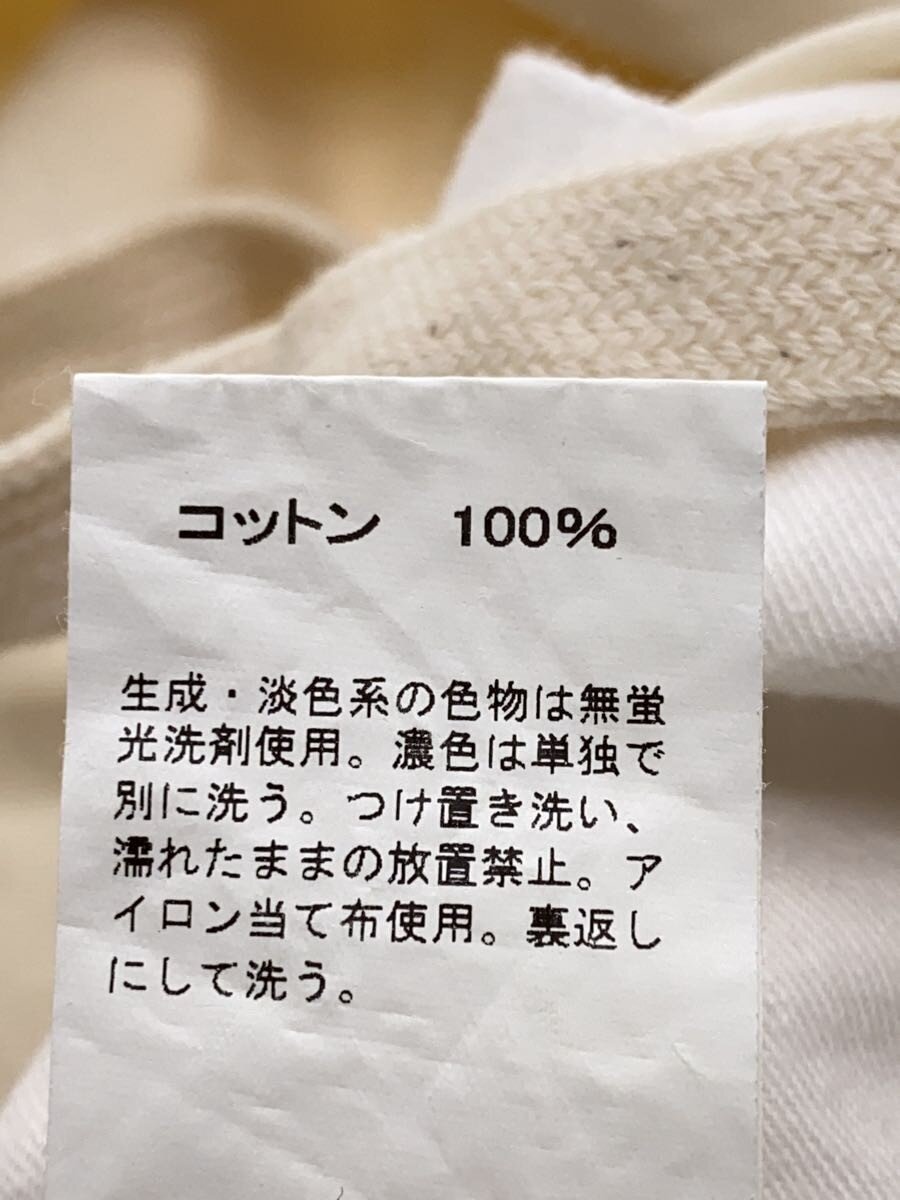 コットン　100%
生成・淡色系の色物は無蛍
光洗剤使用。濃色は単独で
別に洗う。つけ置き洗い、
濡れたままの放置禁止。ア
イロン当て布使用。裏返し
にして洗う。